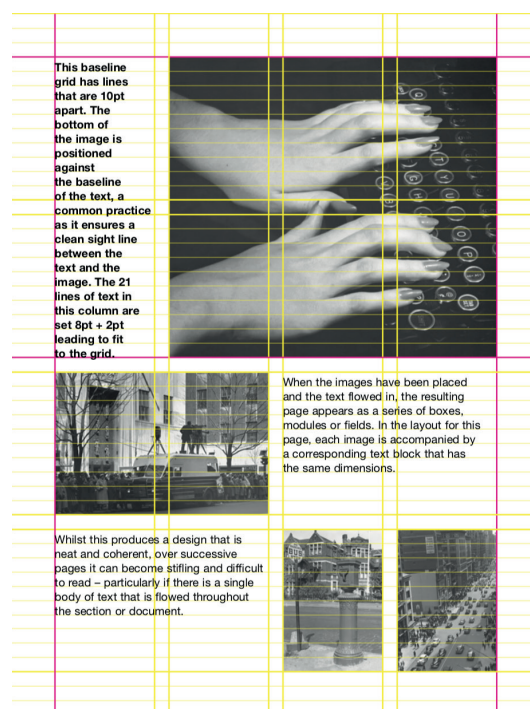 This baseline
grid has lines
that are 10pt
apart. The
bottom of
the image is
positioned
against
the baseline
of the text, a
common practice
as it ensures a
clean sight line
between the
text and the
image. The 21
lines of text in
this column are
set 8pt + 2pt
leading to fit
to the grid.
When the images have been placed
and the text flowed in, the resulting
page appears as a series of boxes,
modules or fields. In the layout for this
page, each image is accompanied by
a corresponding text block that has
the same dimensions.
Whilst this produces a design that is
neat and coherent, over successive
pages it can become stifling and difficult
to read – particularly if there is a single
body of text that is flowed throughout
the section or document.